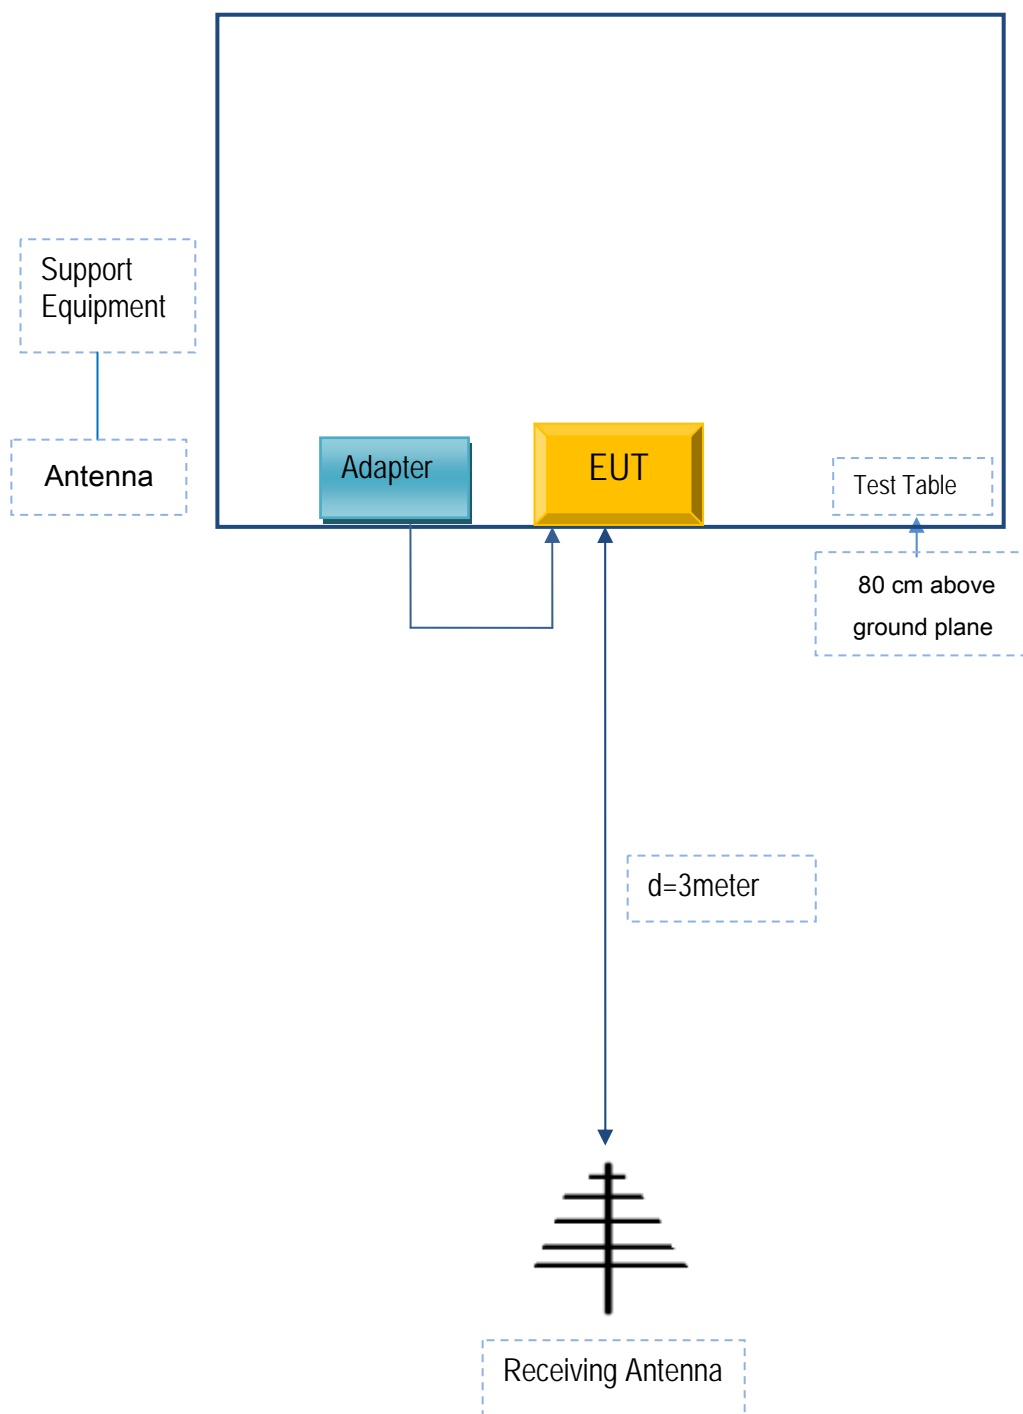 Support
Equipment
Antenna
Adapter
EUT
Test Table
80 cm above
ground plane
d=3meter
Receiving Antenna